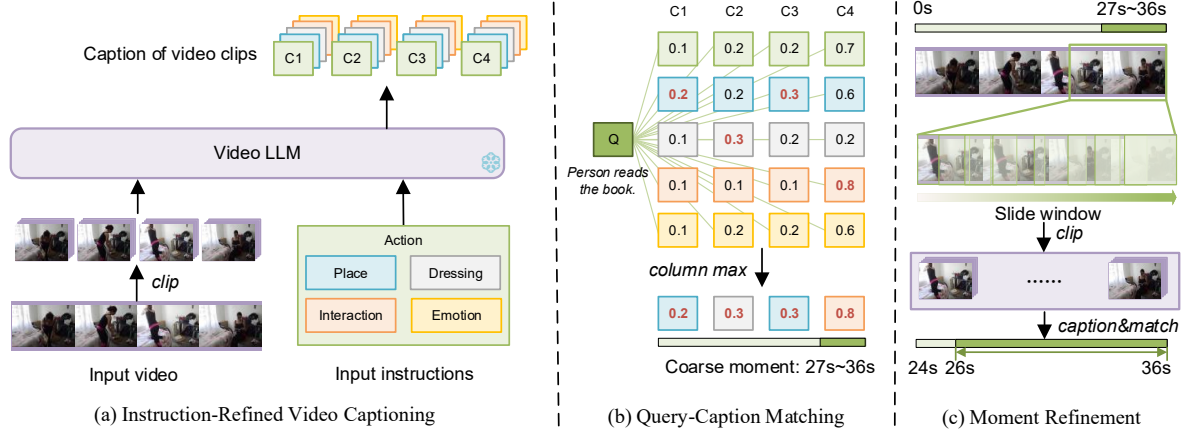 Caption of video clips
C1
C2
C3
C4
Video LLM
clip
Input video
Action
Place
Dressing
Interaction
Emotion
Input instructions
(a) Instruction-Refined Video Captioning
C1 C2 C3 C4
0.1 0.2 0.2 0.7
0.2 0.2 0.3 0.6
Q
0.1 0.3 0.2 0.2
Person reads
the book.
0.1 0.1 0.1 0.8
0.1 0.2 0.2 0.6
column max
0.2 0.3 0.3 0.8
Coarse moment: 27s~36s
(b) Query-Caption Matching
0s 27s~36s
Slide window
clip
......
caption&match
24s 26s 36s
(c) Moment Refinement